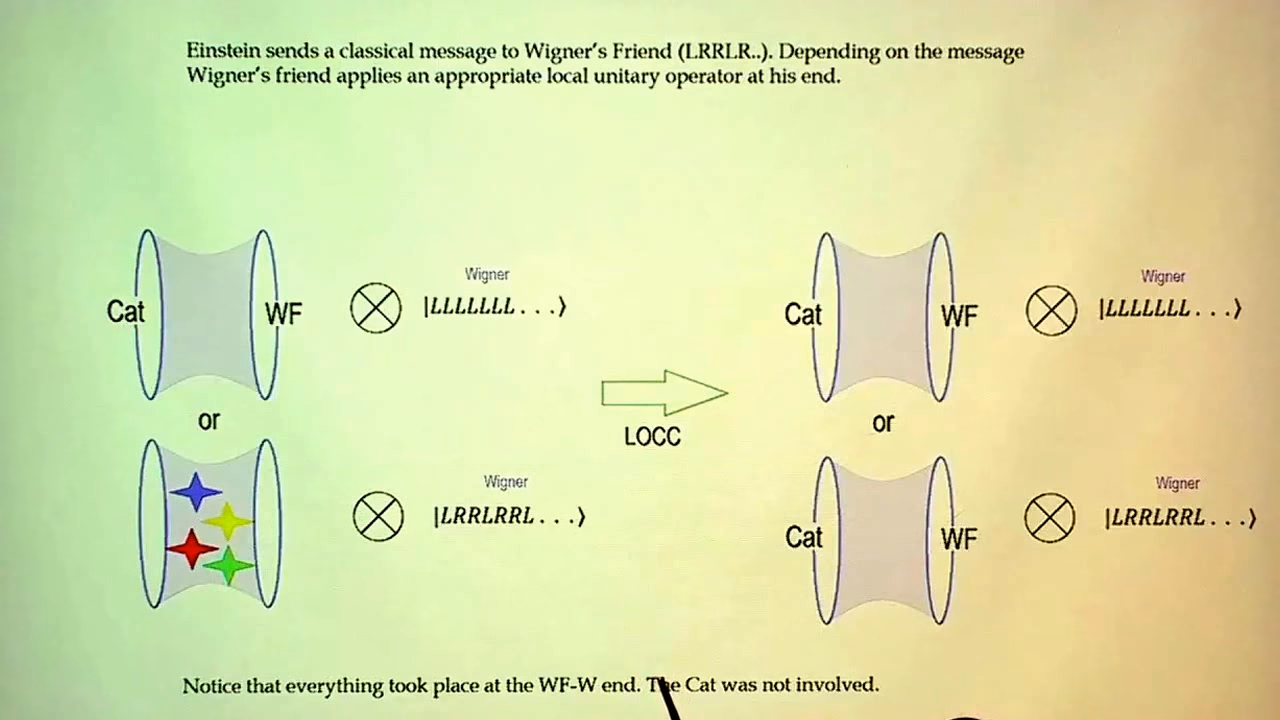 Einstein sends a classical message to Wigner's Friend (LRRLR..). Depending on the message
Wigner's friend applies an appropriate local unitary operator at his end.
Wigner
Cat WF |LLLLLLL...⟩
or
Wigner
|LRRLRRL...⟩
LOCC
Wigner
Cat WF |LLLLLLL...⟩
or
Wigner
Cat WF |LRRLRRL...⟩
Notice that everything took place at the WF-W end. The Cat was not involved.